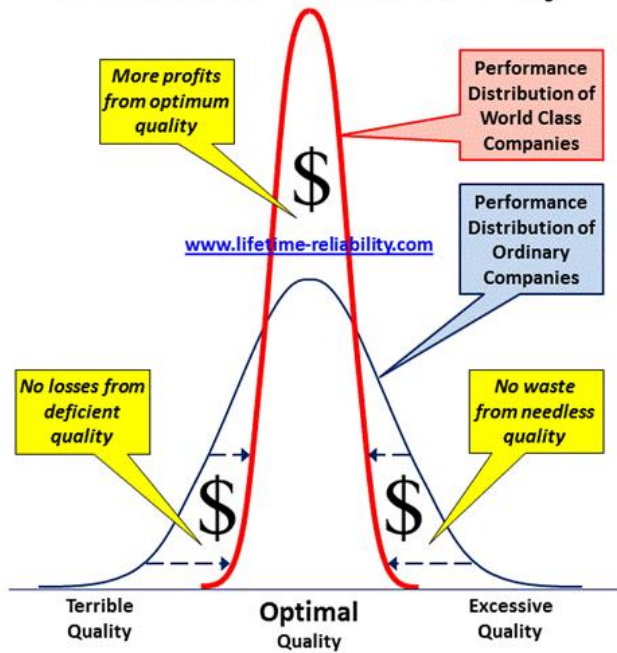 More profits
from optimum
quality
Performance
Distribution of
World Class
Companies
$
www.lifetime-reliability.com
Performance
Distribution of
Ordinary
Companies
No losses from
deficient
quality
No waste
from needless
quality
$
$
Terrible
Quality
Optimal
Quality
Excessive
Quality